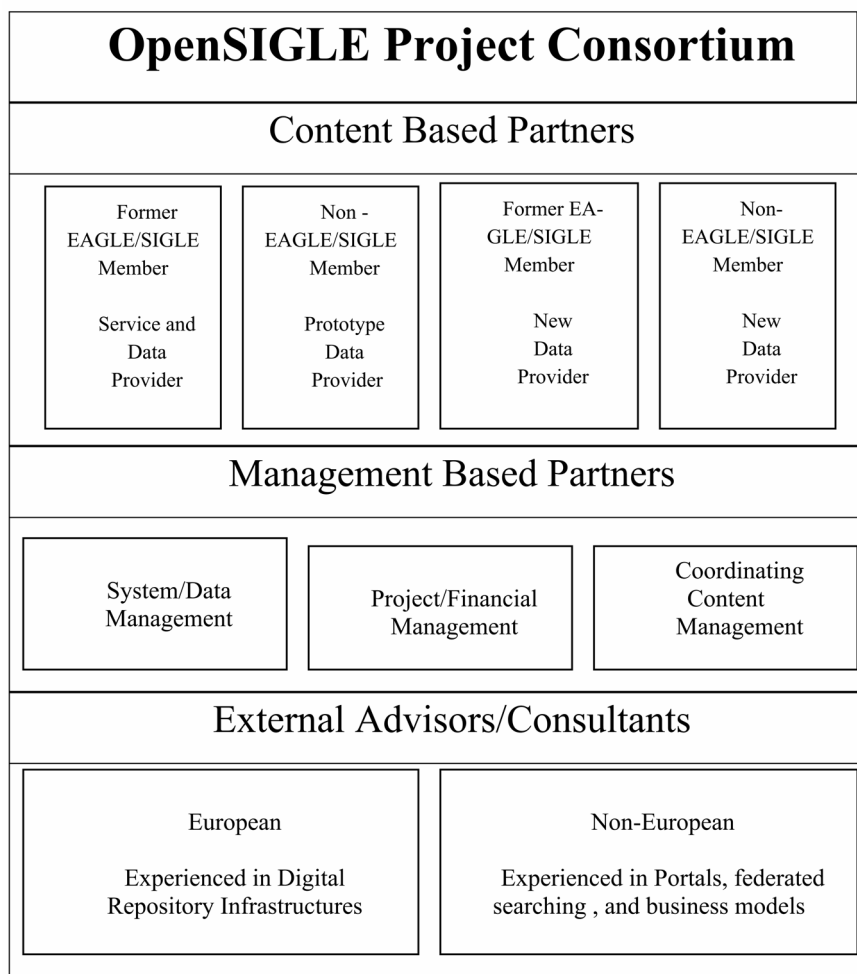 OpenSIGLE Project Consortium
Content Based Partners
Former
EAGLE/SIGLE
Member
Service and
Data
Provider
Non -
EAGLE/SIGLE
Member
Prototype
Data
Provider
Former EA-
GLE/SIGLE
Member
New
Data
Provider
Non-
EAGLE/SIGLE
Member
New
Data
Provider
Management Based Partners
System/Data
Management
Project/Financial
Management
Coordinating
Content
Management
External Advisors/Consultants
European
Experienced in Digital
Repository Infrastructures
Non-European
Experienced in Portals, federated
searching , and business models